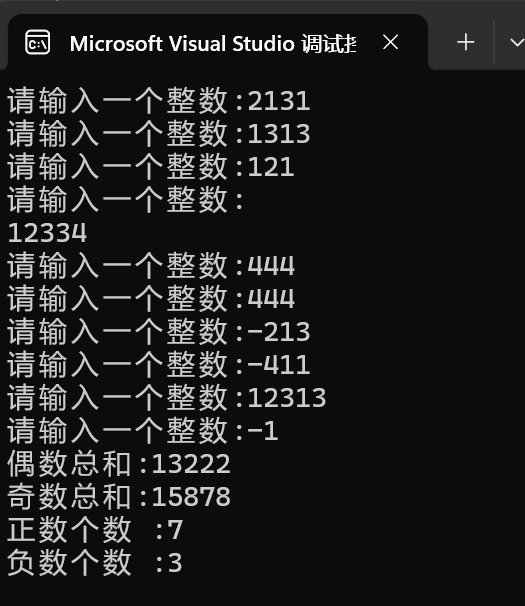 Microsoft Visual Studio 调试
请输入一个整数:2131
请输入一个整数:1313
请输入一个整数:121
请输入一个整数:
12334
请输入一个整数:444
请输入一个整数:444
请输入一个整数:-213
请输入一个整数:-411
请输入一个整数:12313
请输入一个整数:-1
偶数总和:13222
奇数总和:15878
正数个数 :7
负数个数 :3